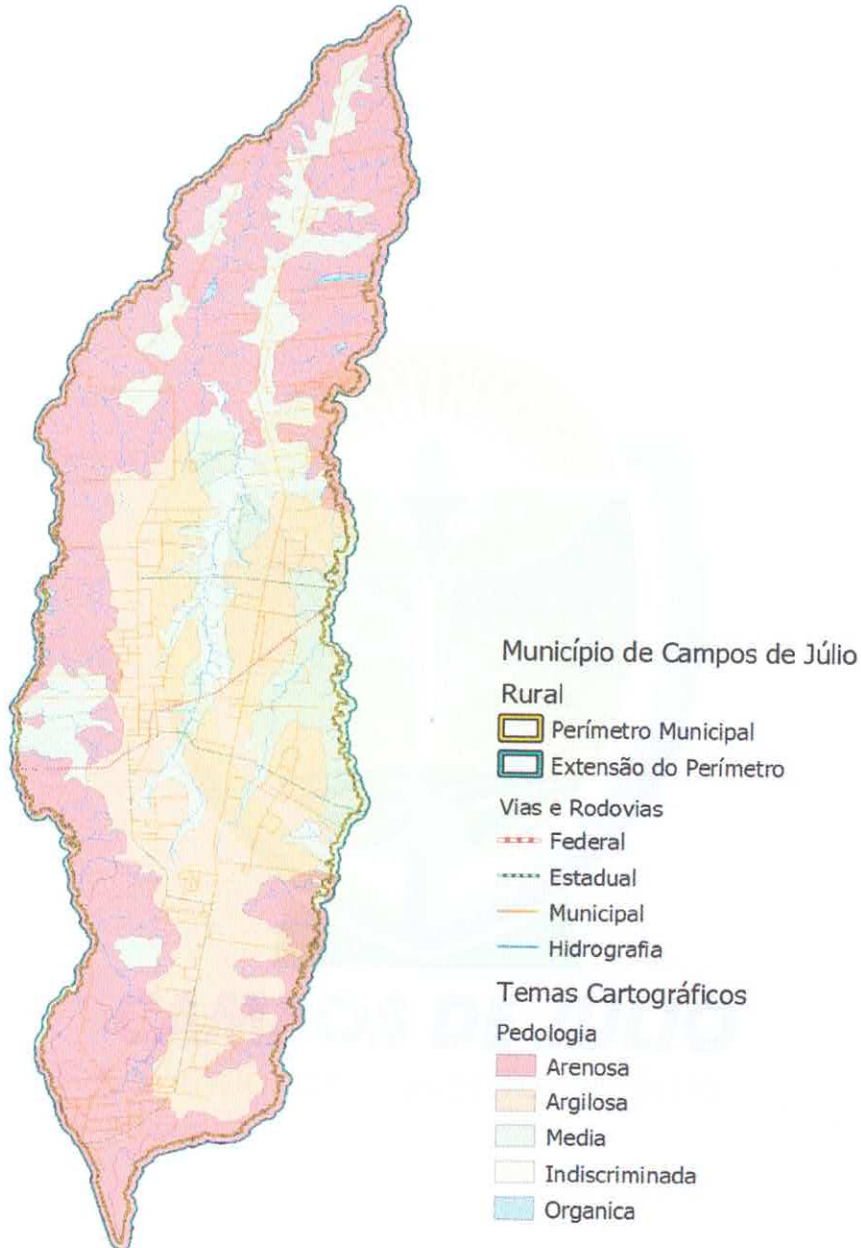 Município de Campos de Júlio
Rural
Perímetro Municipal
Extensão do Perímetro
Vias e Rodovias
Federal
Estadual
Municipal
Hidrografia
Temas Cartográficos
Pedologia
Arenosa
Argilosa
Media
Indiscriminada
Organica